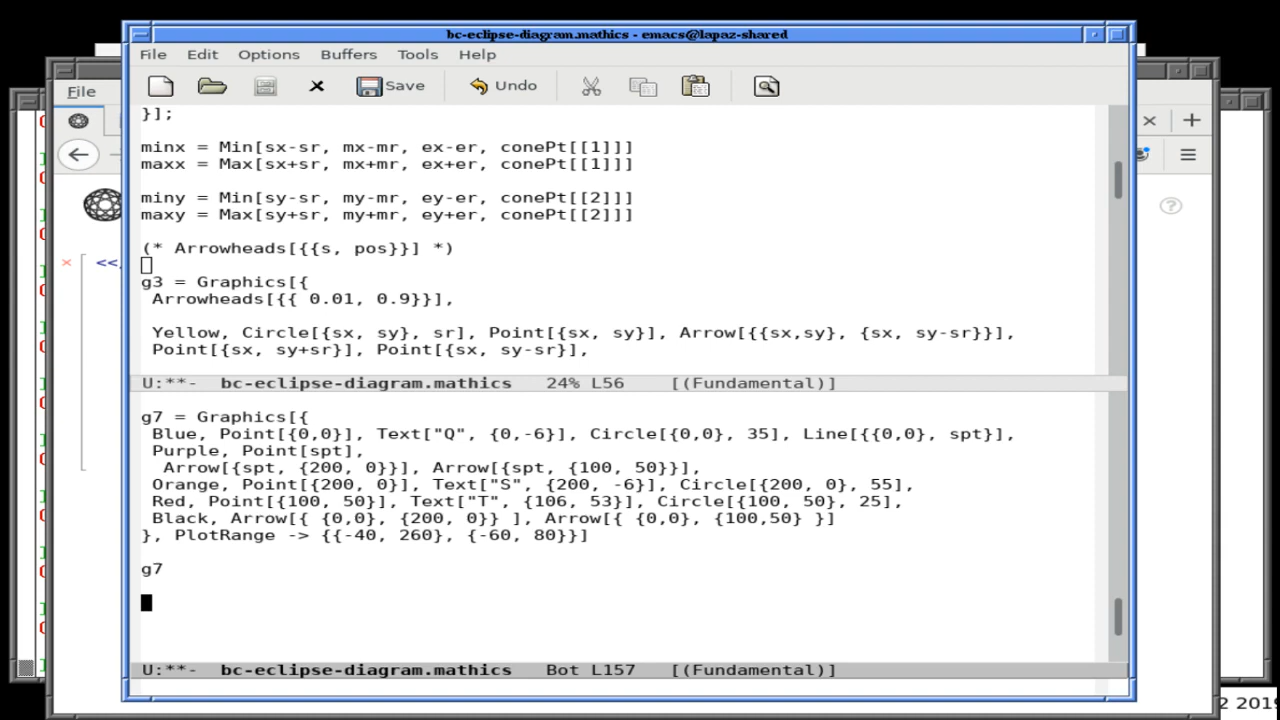 bc-eclipse-diagram.mathics - emacs@lapaz-shared
File Edit Options Buffers Tools Help
Save Undo
File
}];
minx = Min[sx-sr, mx-mr, ex-er, conePt[[1]]]
maxx = Max[sx+sr, mx+mr, ex+er, conePt[[1]]]
miny = Min[sy-sr, my-mr, ey-er, conePt[[2]]]
maxy = Max[sy+sr, my+mr, ey+er, conePt[[2]]]
(* Arrowheads[{{s, pos}}] *)
<<
g3 = Graphics[{
Arrowheads[{{ 0.01, 0.9}}],
Yellow, Circle[{sx, sy}, sr], Point[{sx, sy}], Arrow[{{sx,sy}, {sx, sy-sr}}],
Point[{sx, sy+sr}], Point[{sx, sy-sr}],
U:**- bc-eclipse-diagram.mathics 24% L56 [(Fundamental)]
g7 = Graphics[{
Blue, Point[{0,0}], Text["Q", {0,-6}], Circle[{0,0}, 35], Line[{{0,0}, spt}],
Purple, Point[spt],
Arrow[{spt, {200, 0}}], Arrow[{spt, {100, 50}}],
Orange, Point[{200, 0}], Text["S", {200, -6}], Circle[{200, 0}, 55],
Red, Point[{100, 50}], Text["T", {106, 53}], Circle[{100, 50}, 25],
Black, Arrow[{ {0,0}, {200, 0}} ], Arrow[{ {0,0}, {100,50} }]
}, PlotRange -> {{-40, 260}, {-60, 80}}]
g7
U:**- bc-eclipse-diagram.mathics Bot L157 [(Fundamental)]